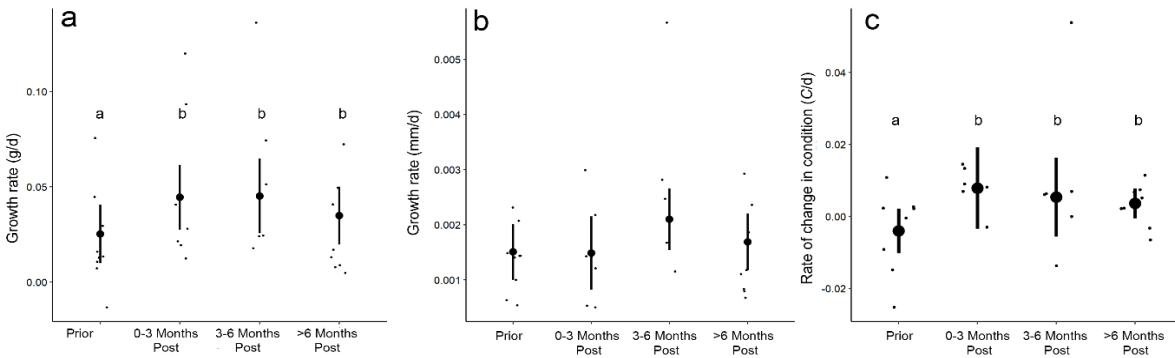 a
Growth rate (g/d)
0.10
0.05
0.00
a
b
b
b
Prior
0-3 Months
Post
3-6 Months
Post
>6 Months
Post
b
Growth rate (mm/d)
0.005
0.004
0.003
0.002
0.001
Prior
0-3 Months
Post
3-6 Months
Post
>6 Months
Post
c
Rate of change in condition (C/d)
0.04
0.02
0.00
-0.02
a
b
b
b
Prior
0-3 Months
Post
3-6 Months
Post
>6 Months
Post